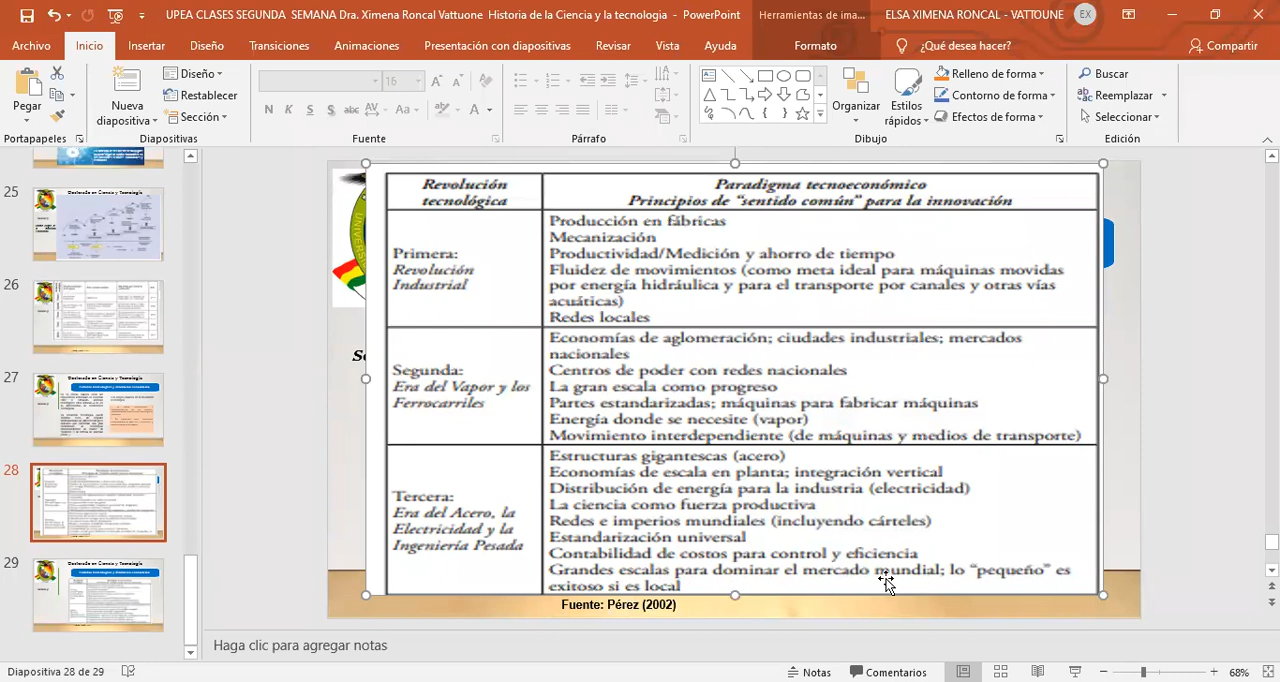 UPEA CLASES SEGUNDA SEMANA Dra. Ximena Roncal Vattuone Historia de la Ciencia y la tecnologia - PowerPoint
Herramientas de ima...
ELSA XIMENA RONCAL - VATTOUNE
EX
Archivo
Inicio
Insertar
Diseño
Transiciones
Animaciones
Presentación con diapositivas
Revisar
Vista
Ayuda
Formato
¿Qué desea hacer?
Compartir
Pegar
Nueva
diapositiva
Diseño
Restablecer
Sección
16
N K S S abc AV Aa A
Organizar
Estilos
rápidos
Relleno de forma
Contorno de forma
Efectos de forma
Buscar
Reemplazar
Seleccionar
Portapapeles
Diapositivas
Fuente
Párrafo
Dibujo
Edición
25
26
27
28
29
Revolución
tecnológica
Paradigma tecnoeconómico
Principios de "sentido común" para la innovación
Primera:
Revolución
Industrial
Producción en fábricas
Mecanización
Productividad/Medición y ahorro de tiempo
Fluidez de movimientos (como meta ideal para máquinas movidas
por energía hidráulica y para el transporte por canales y otras vías
acuáticas)
Redes locales
Segunda:
Era del Vapor y los
Ferrocarriles
Economías de aglomeración; ciudades industriales; mercados
nacionales
Centros de poder con redes nacionales
La gran escala como progreso
Partes estandarizadas; máquinas para fabricar máquinas
Energía donde se necesite (vapor)
Movimiento interdependiente (de máquinas y medios de transporte)
Tercera:
Era del Acero, la
Electricidad y la
Ingeniería Pesada
Estructuras gigantescas (acero)
Economías de escala en planta; integración vertical
Distribución de energía para la industria (electricidad)
La ciencia como fuerza productiva
Redes e imperios mundiales (incluyendo cárteles)
Estandarización universal
Contabilidad de costos para control y eficiencia
Grandes escalas para dominar el mercado mundial; lo "pequeño" es
exitoso si es local
Fuente: Pérez (2002)
Haga clic para agregar notas
Diapositiva 28 de 29
Notas
Comentarios
68%